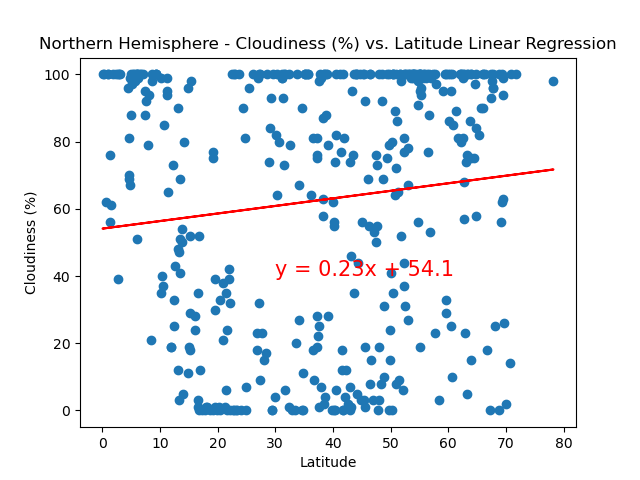 Northern Hemisphere - Cloudiness (%) vs. Latitude Linear Regression
100
80
60
40
20
0
Cloudiness (%)
y = 0.23x + 54.1
0 10 20 30 40 50 60 70 80
Latitude